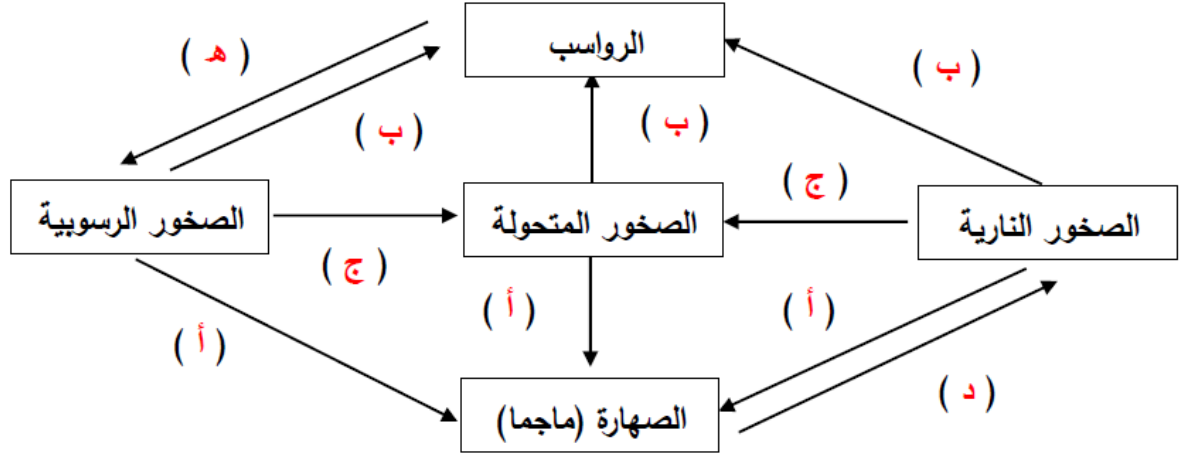 الرواسب
( ب )
( هـ )
( ب )
( ب )
( ج )
الصخور النارية
الصخور المتحولة
الصخور الرسوبية
( ج )
( أ )
( أ )
( أ )
( د )
الصهارة (ماجما)